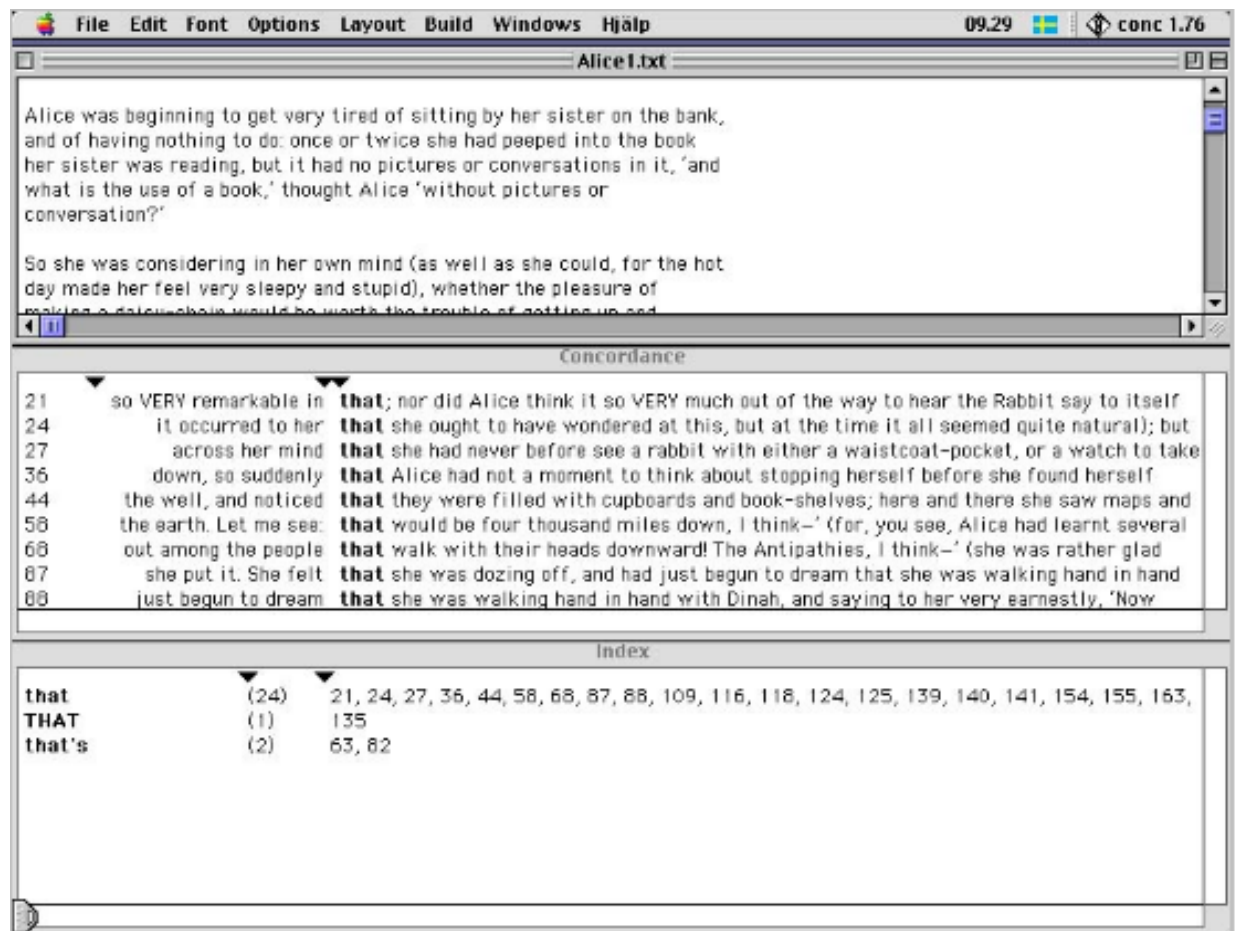 File Edit Font Options Layout Build Windows Hjälp 09.29 conc 1.76
Alice1.txt
Alice was beginning to get very tired of sitting by her sister on the bank,
and of having nothing to do: once or twice she had peeped into the book
her sister was reading, but it had no pictures or conversations in it, ‘and
what is the use of a book,’ thought Alice ‘without pictures or
conversation?’
So she was considering in her own mind (as well as she could, for the hot
day made her feel very sleepy and stupid), whether the pleasure of
making a daisy-chain would be worth the trouble of getting up and
Concordance
21 so VERY remarkable in that; nor did Alice think it so VERY much out of the way to hear the Rabbit say to itself
24 it occurred to her that she ought to have wondered at this, but at the time it all seemed quite natural); but
27 across her mind that she had never before see a rabbit with either a waistcoat-pocket, or a watch to take
36 down, so suddenly that Alice had not a moment to think about stopping herself before she found herself
44 the well, and noticed that they were filled with cupboards and book-shelves; here and there she saw maps and
58 the earth. Let me see: that would be four thousand miles down, I think—’ (for, you see, Alice had learnt several
68 out among the people that walk with their heads downward! The Antipathies, I think—’ (she was rather glad
87 she put it. She felt that she was dozing off, and had just begun to dream that she was walking hand in hand
88 just begun to dream that she was walking hand in hand with Dinah, and saying to her very earnestly, ‘Now
Index
that (24) 21, 24, 27, 36, 44, 58, 68, 87, 88, 109, 116, 118, 124, 125, 139, 140, 141, 154, 155, 163,
THAT (1) 135
that's (2) 63, 82